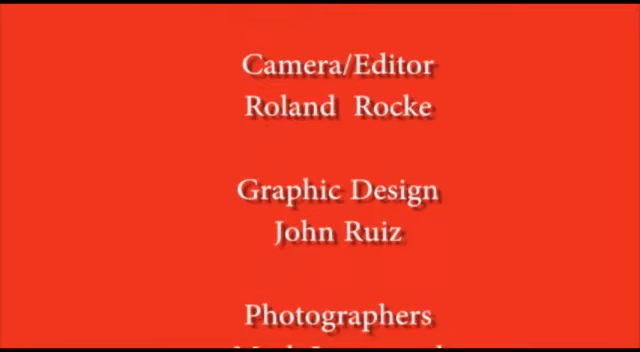 Camera/Editor
Roland Rocke
Graphic Design
John Ruiz
Photographers